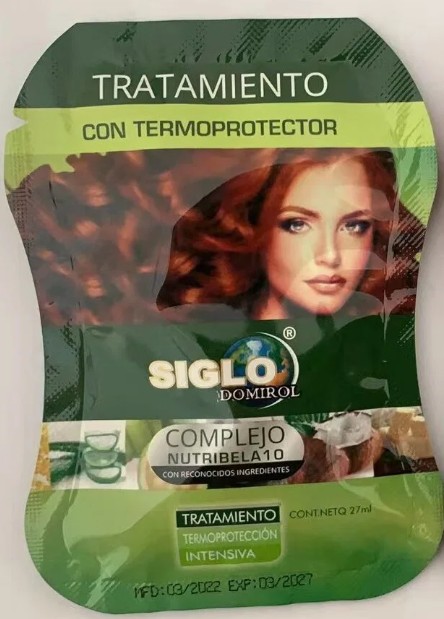 TRATAMIENTO
CON TERMOPROTECTOR
SIGLO ®
DOMIROL
COMPLEJO
NUTRIBELA10
CON RECONOCIDOS INGREDIENTES
TRATAMIENTO
TERMOPROTECCIÓN
INTENSIVA
CONT.NETO 27ml
MFD:03/2022 EXP:03/2027